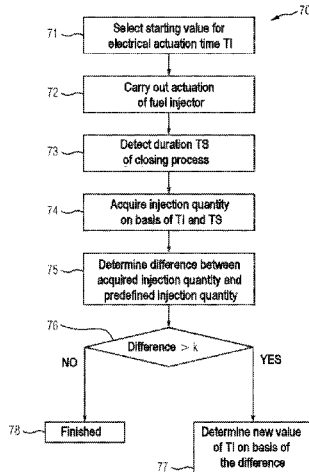 70
71
Select starting value for
electrical actuation time TI
72
Carry out actuation
of fuel injector
73
Detect duration TS
of closing process
74
Acquire injection quantity
on basis of TI and TS
75
Determine difference between
acquired injection quantity and
predefined injection quantity
76
Difference > k
NO
YES
78
Finished
Determine new value
of TI on basis of
the difference
77